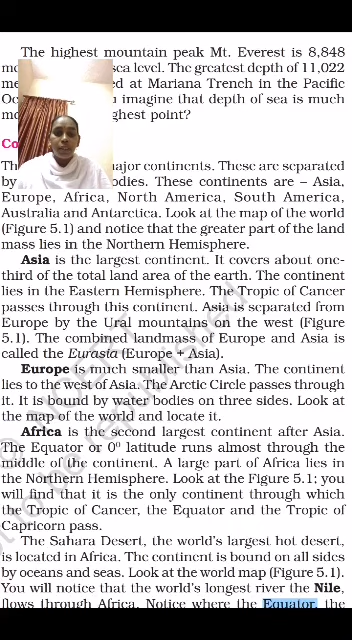 The highest mountain peak Mt. Everest is 8,848
sea level. The greatest depth of 11,022
at Mariana Trench in the Pacific
imagine that depth of sea is much
point?
major continents. These are separated
by These continents are – Asia,
Europe, Africa, North America, South America,
Australia and Antarctica. Look at the map of the world
(Figure 5.1) and notice that the greater part of the land
mass lies in the Northern Hemisphere.
Asia is the largest continent. It covers about one-
third of the total land area of the earth. The continent
lies in the Eastern Hemisphere. The Tropic of Cancer
passes through this continent. Asia is separated from
Europe by the Ural mountains on the west (Figure
5.1). The combined landmass of Europe and Asia is
called the Eurasia (Europe + Asia).
Europe is much smaller than Asia. The continent
lies to the west of Asia. The Arctic Circle passes through
it. It is bound by water bodies on three sides. Look at
the map of the world and locate it.
Africa is the second largest continent after Asia.
The Equator or 0⁰ latitude runs almost through the
middle of the continent. A large part of Africa lies in
the Northern Hemisphere. Look at the Figure 5.1; you
will find that it is the only continent through which
the Tropic of Cancer, the Equator and the Tropic of
Capricorn pass.
The Sahara Desert, the world's largest hot desert,
is located in Africa. The continent is bound on all sides
by oceans and seas. Look at the world map (Figure 5.1).
You will notice that the world's longest river the Nile,
flows through Africa. Notice where the Equator, the